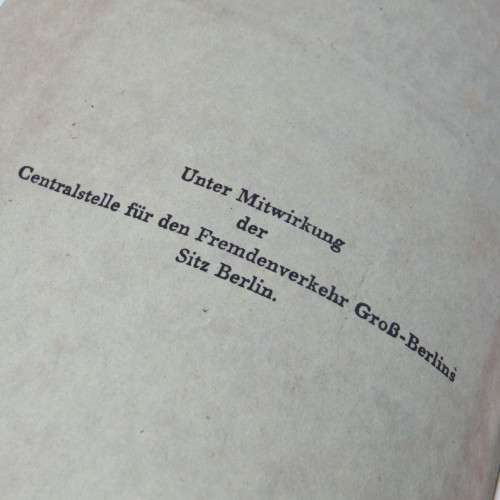 Unter Mitwirkung
der
Centralstelle für den Fremdenverkehr Groß-Berlins
Sitz Berlin.